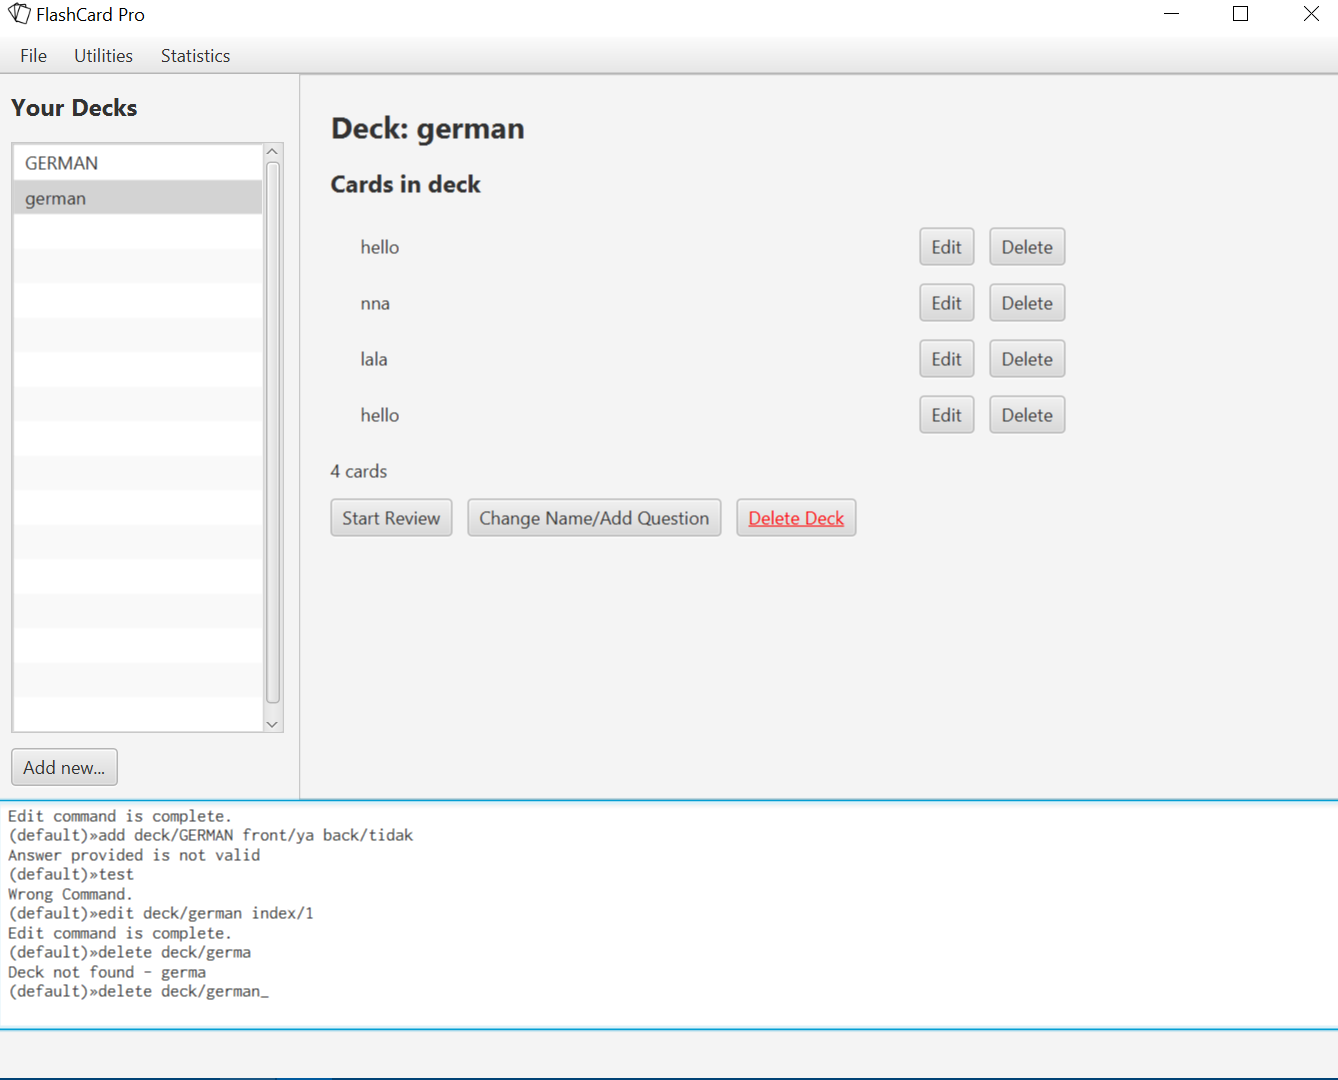 FlashCard Pro
File Utilities Statistics
Your Decks
GERMAN
german
Add new...
Deck: german
Cards in deck
hello Edit Delete
nna Edit Delete
lala Edit Delete
hello Edit Delete
4 cards
Start Review Change Name/Add Question Delete Deck
Edit command is complete.
(default)»add deck/GERMAN front/ya back/tidak
Answer provided is not valid
(default)»test
Wrong Command.
(default)»edit deck/german index/1
Edit command is complete.
(default)»delete deck/germa
Deck not found - germa
(default)»delete deck/german_